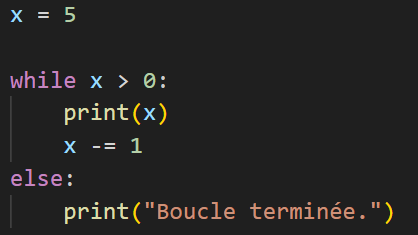 x = 5
while x > 0:
    print(x)
    x -= 1
else:
    print("Boucle terminée.")